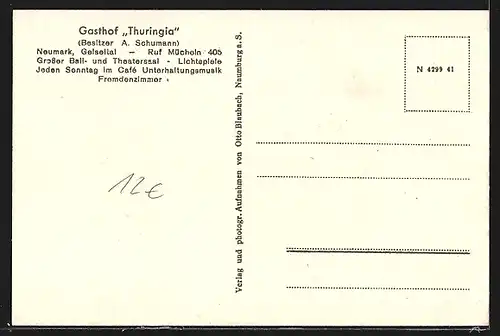 Gasthof „Thuringia“
(Besitzer A. Schumann)
Neumark, Geiseltal – Ruf Mücheln 405
Großer Ball- und Theatersaal - Lichtspiele
Jeden Sonntag im Café Unterhaltungsmusik
Fremdenzimmer
12€
Verlag und photogr. Aufnahmen von Otto Blaubach, Naumburg a. S.
N 4299 41